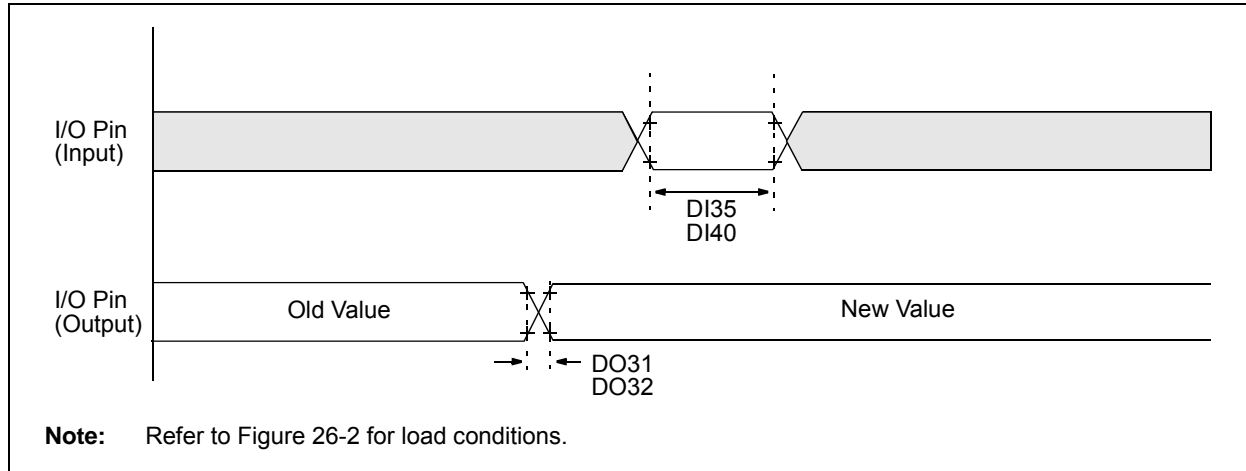 I/O Pin
(Input)
DI35
DI40
I/O Pin
(Output)
Old Value
New Value
DO31
DO32
Note: Refer to Figure 26-2 for load conditions.